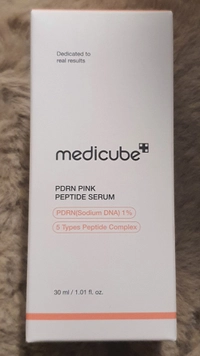 Dedicated to
real results
medicube
PDRN PINK
PEPTIDE SERUM
PDRN(Sodium DNA) 1%
5 Types Peptide Complex
30 ml / 1.01 fl. oz.